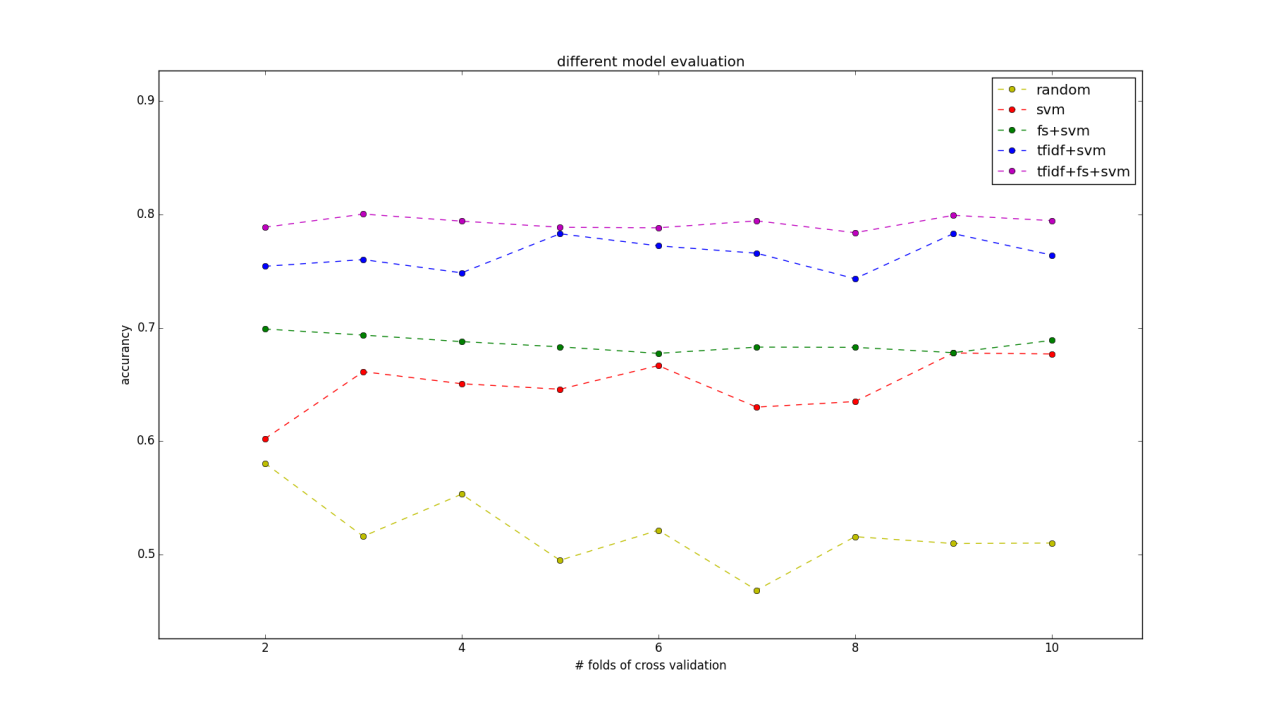 different model evaluation
0.9
0.8
0.7
0.6
0.5
accurancy
random
svm
fs+svm
tfidf+svm
tfidf+fs+svm
2 4 6 8 10
# folds of cross validation